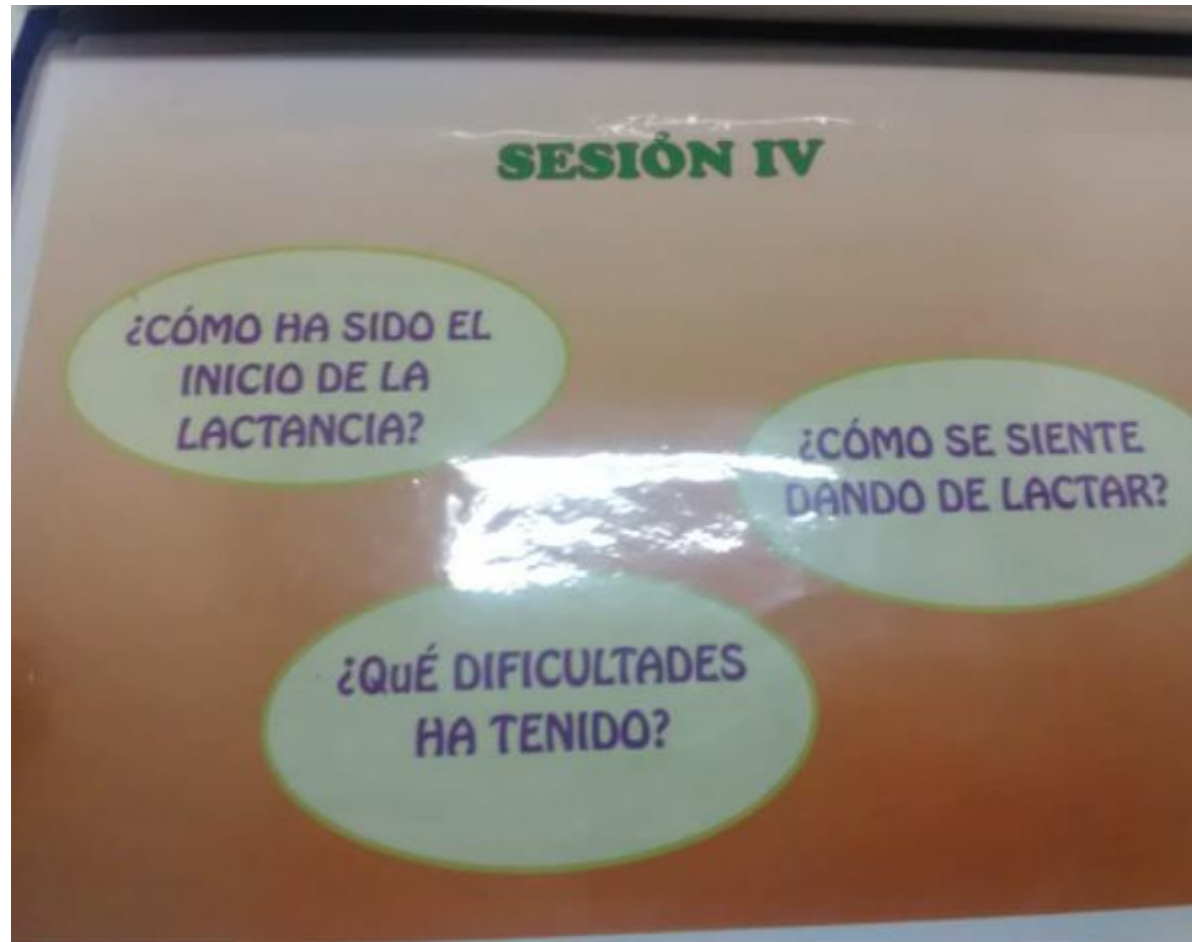 SESIÓN IV
¿CÓMO HA SIDO EL
INICIO DE LA
LACTANCIA?
¿CÓMO SE SIENTE
DANDO DE LACTAR?
¿QuÉ DIFICULTADES
HA TENIDO?